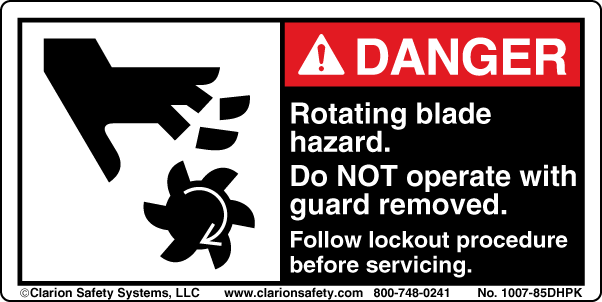 DANGER
Rotating blade
hazard.
Do NOT operate with
guard removed.
Follow lockout procedure
before servicing.
©Clarion Safety Systems, LLC www.clarionsafety.com 800-748-0241 No. 1007-85DHPK